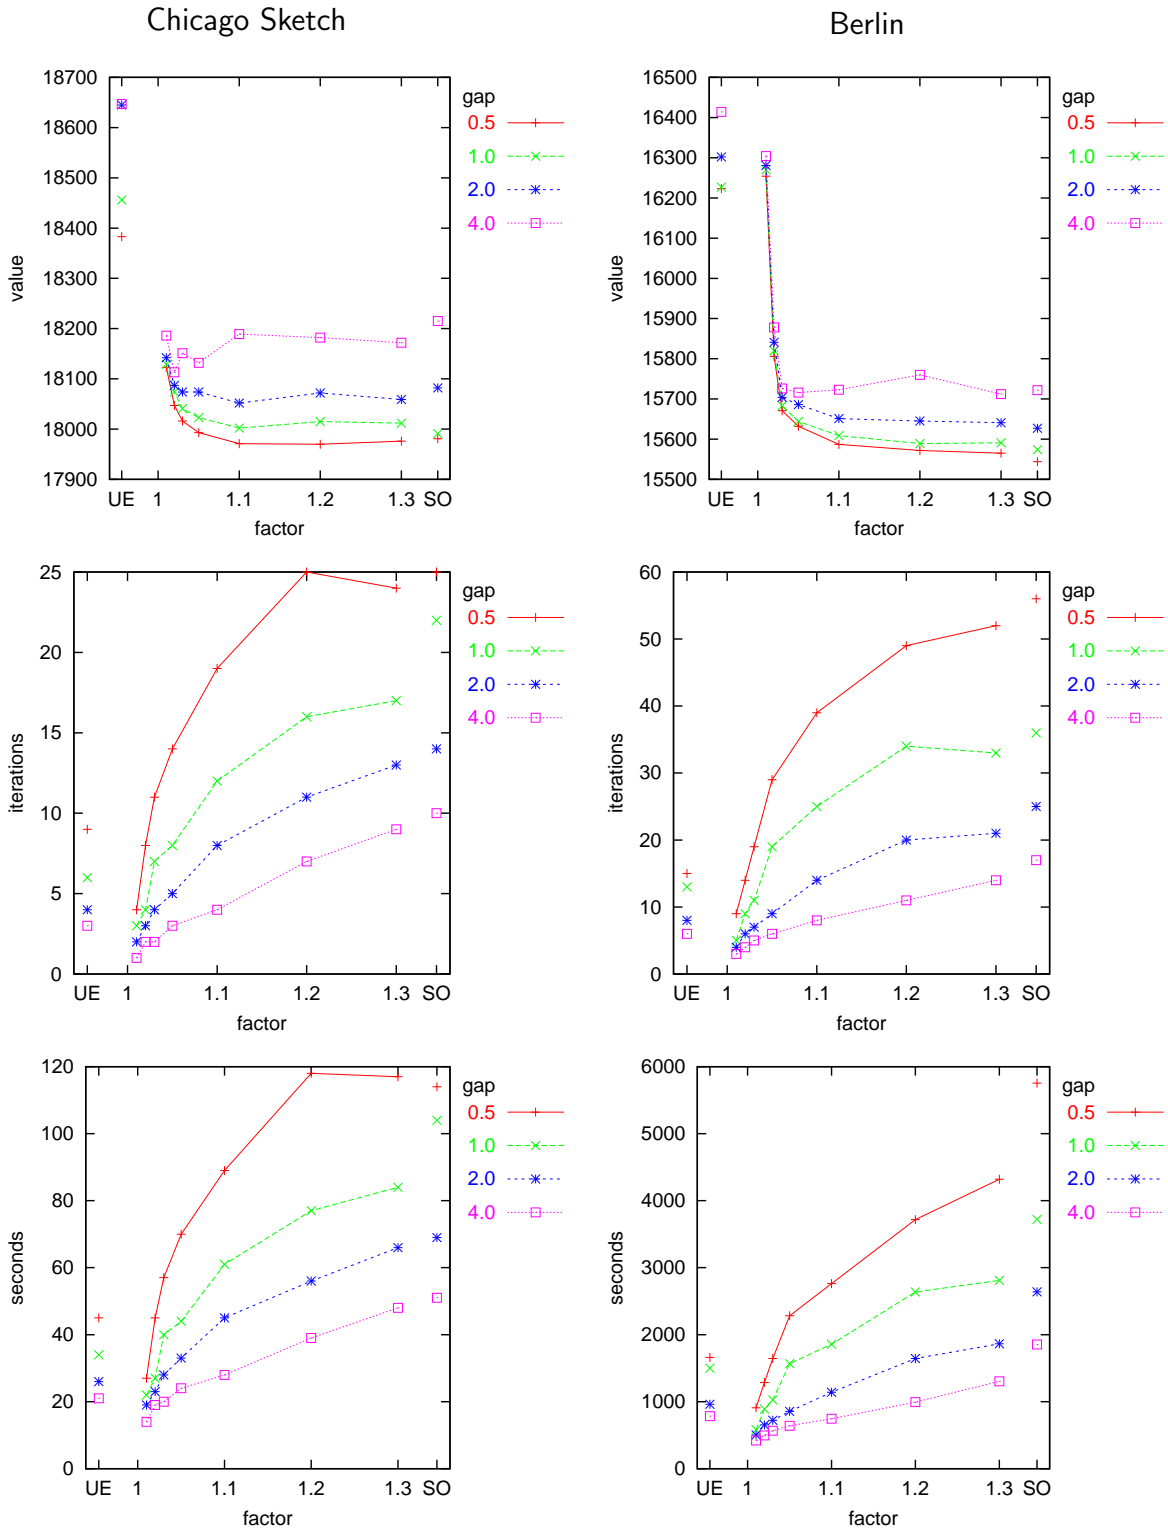 Chicago Sketch
Berlin
18700
18600
18500
18400
18300
18200
18100
18000
17900
value
UE 1 1.1 1.2 1.3 SO
factor
gap
0.5
1.0
2.0
4.0
16500
16400
16300
16200
16100
16000
15900
15800
15700
15600
15500
value
UE 1 1.1 1.2 1.3 SO
factor
gap
0.5
1.0
2.0
4.0
25
20
15
10
5
0
iterations
UE 1 1.1 1.2 1.3 SO
factor
gap
0.5
1.0
2.0
4.0
60
50
40
30
20
10
0
iterations
UE 1 1.1 1.2 1.3 SO
factor
gap
0.5
1.0
2.0
4.0
120
100
80
60
40
20
0
seconds
UE 1 1.1 1.2 1.3 SO
factor
gap
0.5
1.0
2.0
4.0
6000
5000
4000
3000
2000
1000
0
seconds
UE 1 1.1 1.2 1.3 SO
factor
gap
0.5
1.0
2.0
4.0